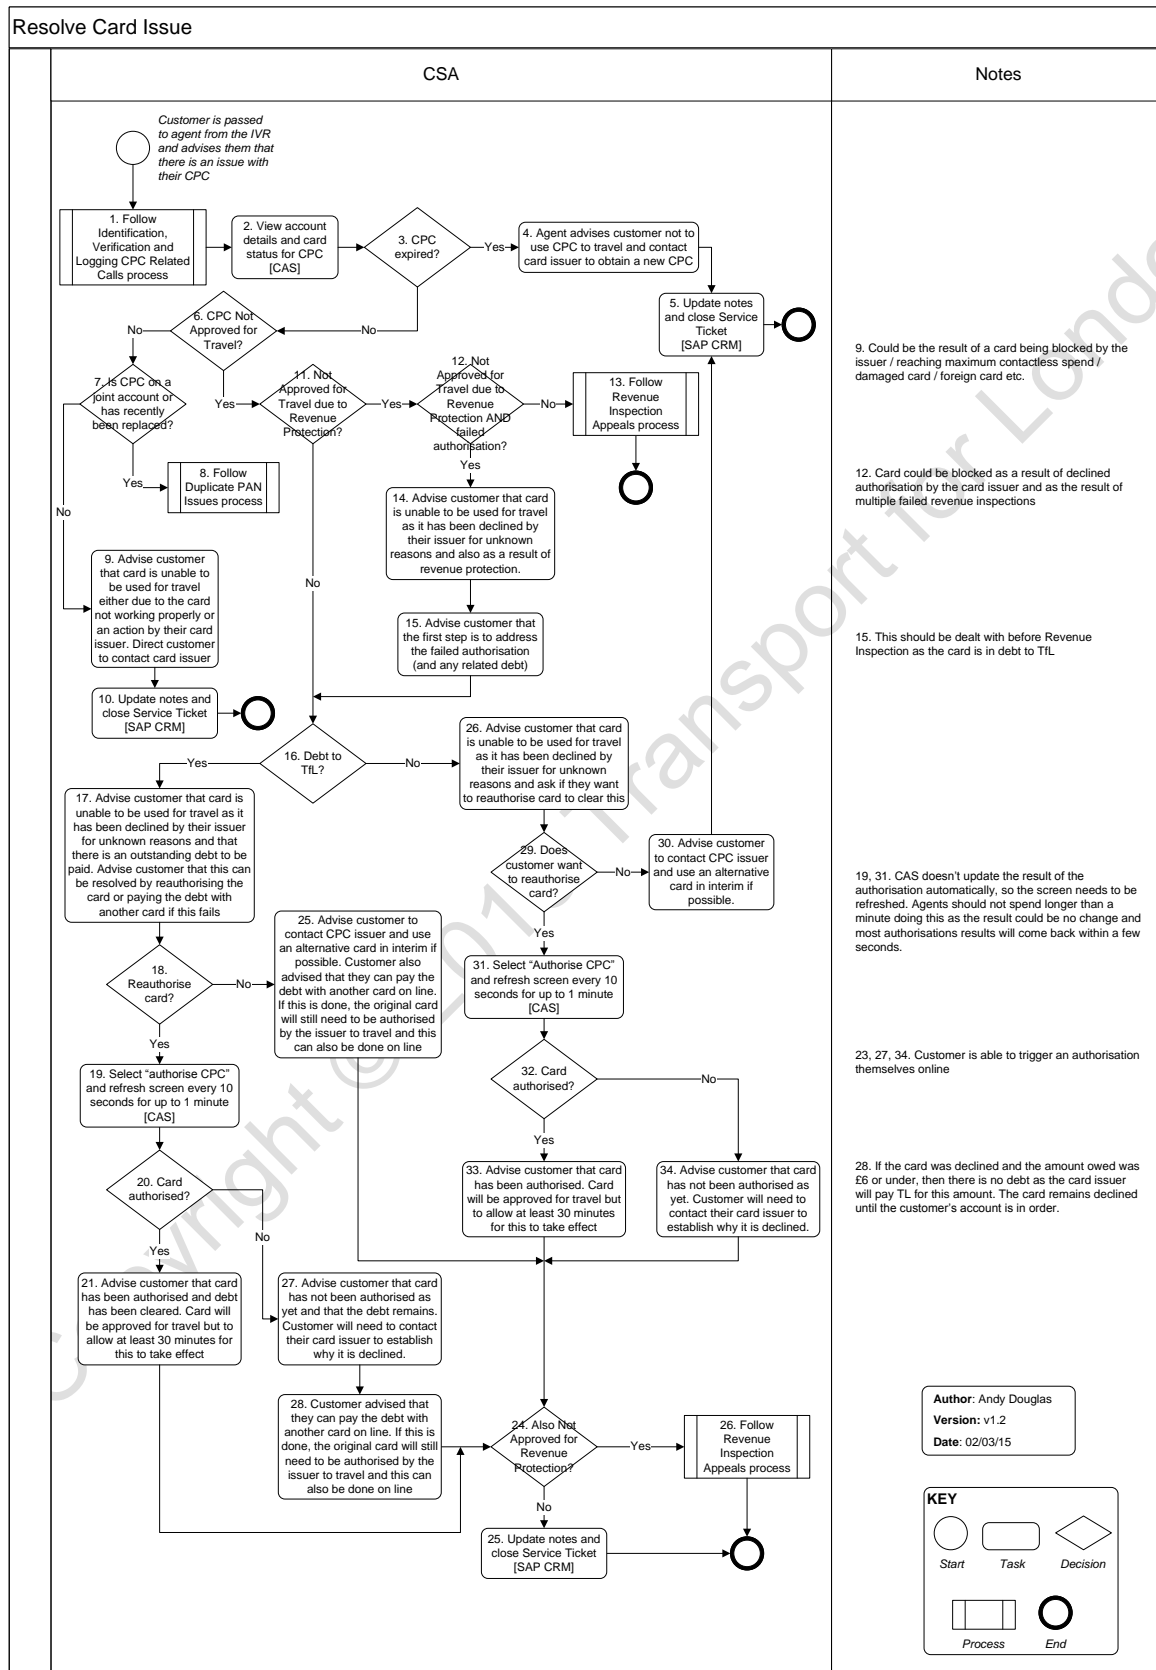 Resolve Card Issue
CSA
Notes
Customer is passed
to agent from the IVR
and advises them that
there is an issue with
their CPC
1. Follow
Identification,
Verification and
Logging CPC Related
Calls process
2. View account
details and card
status for CPC
[CAS]
3. CPC
expired?
Yes
4. Agent advises customer not to
use CPC to travel and contact
card issuer to obtain a new CPC
5. Update notes
and close Service
Ticket
[SAP CRM]
No
6. CPC Not
Approved for
Travel?
No
Yes
7. Is CPC on a
joint account or
has recently
been replaced?
Yes
No
8. Follow
Duplicate PAN
Issues process
11. Not
Approved for
Travel due to
Revenue
Protection?
Yes
No
12. Not
Approved for
Travel due to
Revenue
Protection AND
failed
authorisation?
No
Yes
13. Follow
Revenue
Inspection
Appeals process
14. Advise customer that card
is unable to be used for travel
as it has been declined by
their issuer for unknown
reasons and also as a result of
revenue protection.
9. Advise customer
that card is unable to
be used for travel
either due to the card
not working properly or
an action by their card
issuer. Direct customer
to contact card issuer
15. Advise customer that
the first step is to address
the failed authorisation
(and any related debt)
10. Update notes and
close Service Ticket
[SAP CRM]
16. Debt to
TfL?
Yes
No
26. Advise customer that card
is unable to be used for travel
as it has been declined by
their issuer for unknown
reasons and ask if they want
to reauthorise card to clear this
17. Advise customer that card is
unable to be used for travel as it
has been declined by their issuer
for unknown reasons and that
there is an outstanding debt to be
paid. Advise customer that this can
be resolved by reauthorising the
card or paying the debt with
another card if this fails
29. Does
customer want
to reauthorise
card?
No
Yes
30. Advise customer
to contact CPC issuer
and use an alternative
card in interim if
possible.
18.
Reauthorise
card?
No
Yes
25. Advise customer to
contact CPC issuer and use
an alternative card in interim if
possible. Customer also
advised that they can pay the
debt with another card on line.
If this is done, the original card
will still need to be authorised
by the issuer to travel and this
can also be done on line
31. Select “Authorise CPC”
and refresh screen every 10
seconds for up to 1 minute
[CAS]
19. Select “authorise CPC”
and refresh screen every 10
seconds for up to 1 minute
[CAS]
32. Card
authorised?
No
Yes
20. Card
authorised?
No
Yes
33. Advise customer that card
has been authorised. Card
will be approved for travel but
to allow at least 30 minutes
for this to take effect
34. Advise customer that card
has not been authorised as
yet. Customer will need to
contact their card issuer to
establish why it is declined.
21. Advise customer that card
has been authorised and debt
has been cleared. Card will
be approved for travel but to
allow at least 30 minutes for
this to take effect
27. Advise customer that card
has not been authorised as
yet and that the debt remains.
Customer will need to contact
their card issuer to establish
why it is declined.
28. Customer advised that
they can pay the debt with
another card on line. If this is
done, the original card will still
need to be authorised by the
issuer to travel and this can
also be done on line
24. Also Not
Approved for
Revenue
Protection?
Yes
No
26. Follow
Revenue
Inspection
Appeals process
25. Update notes and
close Service Ticket
[SAP CRM]
9. Could be the result of a card being blocked by the
issuer / reaching maximum contactless spend /
damaged card / foreign card etc.
12. Card could be blocked as a result of declined
authorisation by the card issuer and as the result of
multiple failed revenue inspections
15. This should be dealt with before Revenue
Inspection as the card is in debt to TfL
19, 31. CAS doesn’t update the result of the
authorisation automatically, so the screen needs to be
refreshed. Agents should not spend longer than a
minute doing this as the result could be no change and
most authorisations results will come back within a few
seconds.
23, 27, 34. Customer is able to trigger an authorisation
themselves online
28. If the card was declined and the amount owed was
£6 or under, then there is no debt as the card issuer
will pay TL for this amount. The card remains declined
until the customer’s account is in order.
Author: Andy Douglas
Version: v1.2
Date: 02/03/15
KEY
Start
Task
Decision
Process
End
Transport for